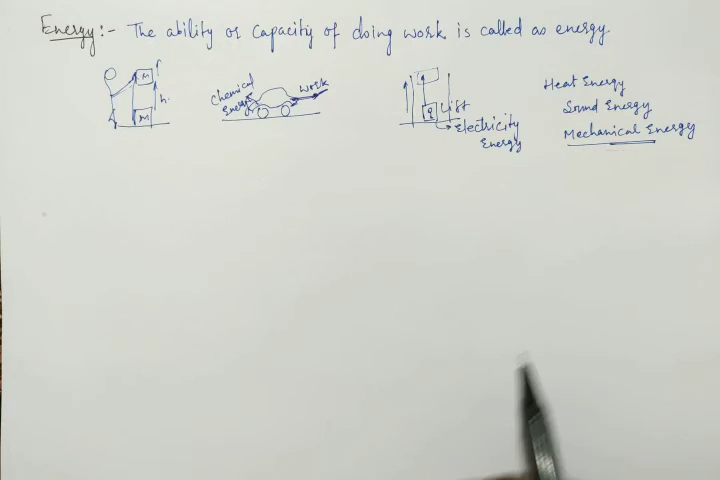 Energy:- The ability or capacity of doing work is called as energy
M
h.
M
Chemical
Energy
work
Lift
Electricity
Energy
Heat Energy
Sound Energy
Mechanical Energy